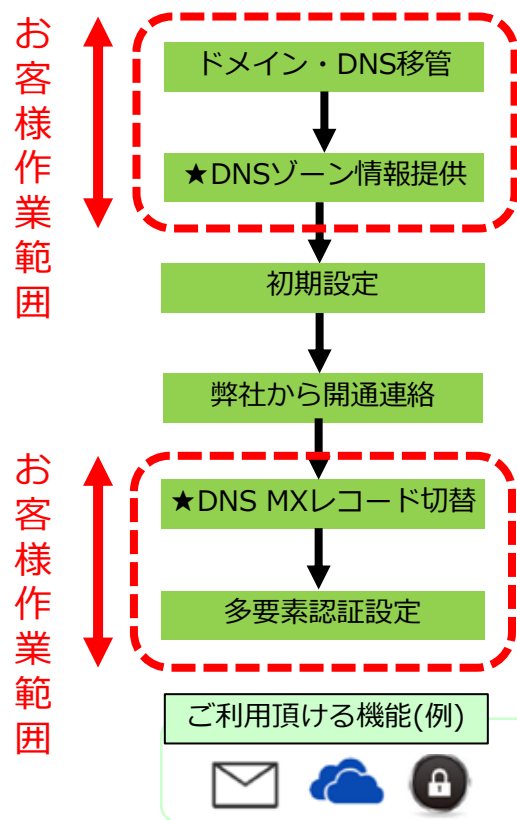 お客様作業範囲
ドメイン・DNS移管
★DNSゾーン情報提供
初期設定
弊社から開通連絡
お客様作業範囲
★DNS MXレコード切替
多要素認証設定
ご利用頂ける機能(例)